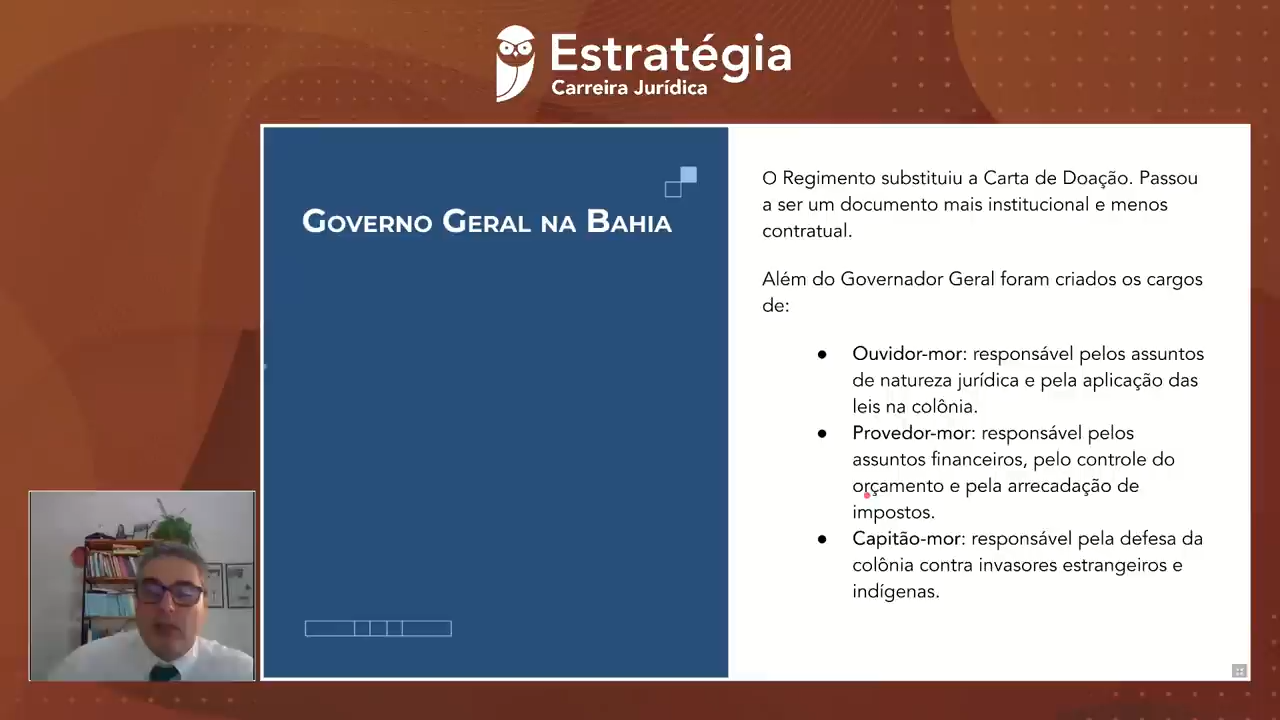 Estratégia
Carreira Jurídica
Governo Geral na Bahia
O Regimento substituiu a Carta de Doação. Passou
a ser um documento mais institucional e menos
contratual.
Além do Governador Geral foram criados os cargos
de:
● Ouvidor-mor: responsável pelos assuntos
de natureza jurídica e pela aplicação das
leis na colônia.
● Provedor-mor: responsável pelos
assuntos financeiros, pelo controle do
orçamento e pela arrecadação de
impostos.
● Capitão-mor: responsável pela defesa da
colônia contra invasores estrangeiros e
indígenas.